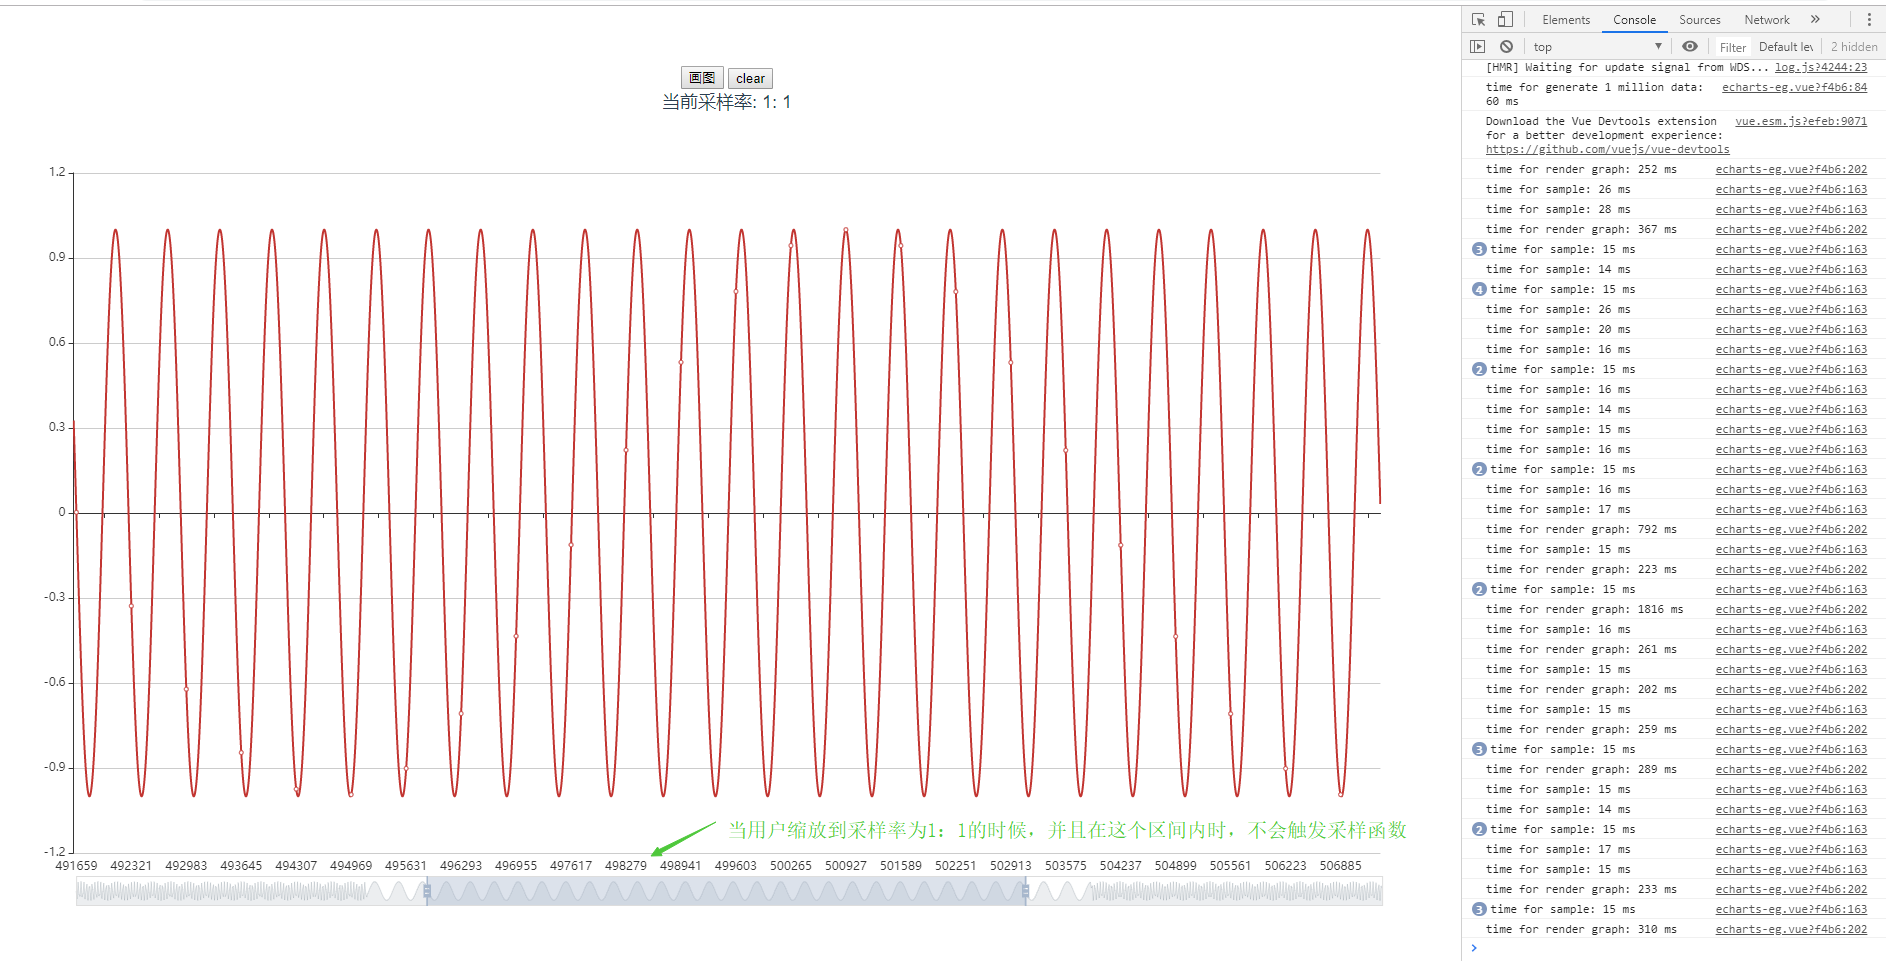 画图 clear
当前采样率: 1: 1
1.2
0.9
0.6
0.3
0
-0.3
-0.6
-0.9
-1.2
当用户缩放到采样率为1：1的时候，并且在这个区间内时，不会触发采样函数
491659 492321 492983 493645 494307 494969 495631 496293 496955 497617 498279 498941 499603 500265 500927 501589 502251 502913 503575 504237 504899 505561 506223 506885
Elements Console Sources Network »
top Filter Default lev 2 hidden
[HMR] Waiting for update signal from WDS... log.js?4244:23
time for generate 1 million data: echarts-eg.vue?f4b6:84
60 ms
Download the Vue Devtools extension vue.esm.js?efeb:9071
for a better development experience:
https://github.com/vuejs/vue-devtools
time for render graph: 252 ms echarts-eg.vue?f4b6:202
time for sample: 26 ms echarts-eg.vue?f4b6:163
time for sample: 28 ms echarts-eg.vue?f4b6:163
time for render graph: 367 ms echarts-eg.vue?f4b6:202
3 time for sample: 15 ms echarts-eg.vue?f4b6:163
time for sample: 14 ms echarts-eg.vue?f4b6:163
4 time for sample: 15 ms echarts-eg.vue?f4b6:163
time for sample: 26 ms echarts-eg.vue?f4b6:163
time for sample: 20 ms echarts-eg.vue?f4b6:163
time for sample: 16 ms echarts-eg.vue?f4b6:163
2 time for sample: 15 ms echarts-eg.vue?f4b6:163
time for sample: 16 ms echarts-eg.vue?f4b6:163
time for sample: 14 ms echarts-eg.vue?f4b6:163
time for sample: 15 ms echarts-eg.vue?f4b6:163
time for sample: 16 ms echarts-eg.vue?f4b6:163
2 time for sample: 15 ms echarts-eg.vue?f4b6:163
time for sample: 16 ms echarts-eg.vue?f4b6:163
time for sample: 17 ms echarts-eg.vue?f4b6:163
time for render graph: 792 ms echarts-eg.vue?f4b6:202
time for sample: 15 ms echarts-eg.vue?f4b6:163
time for render graph: 223 ms echarts-eg.vue?f4b6:202
2 time for sample: 15 ms echarts-eg.vue?f4b6:163
time for render graph: 1816 ms echarts-eg.vue?f4b6:202
time for sample: 16 ms echarts-eg.vue?f4b6:163
time for render graph: 261 ms echarts-eg.vue?f4b6:202
time for sample: 15 ms echarts-eg.vue?f4b6:163
time for render graph: 202 ms echarts-eg.vue?f4b6:202
time for sample: 15 ms echarts-eg.vue?f4b6:163
time for render graph: 259 ms echarts-eg.vue?f4b6:202
3 time for sample: 15 ms echarts-eg.vue?f4b6:163
time for render graph: 289 ms echarts-eg.vue?f4b6:202
time for sample: 15 ms echarts-eg.vue?f4b6:163
time for sample: 14 ms echarts-eg.vue?f4b6:163
2 time for sample: 15 ms echarts-eg.vue?f4b6:163
time for sample: 17 ms echarts-eg.vue?f4b6:163
time for sample: 15 ms echarts-eg.vue?f4b6:163
time for render graph: 233 ms echarts-eg.vue?f4b6:202
3 time for sample: 15 ms echarts-eg.vue?f4b6:163
time for render graph: 310 ms echarts-eg.vue?f4b6:202